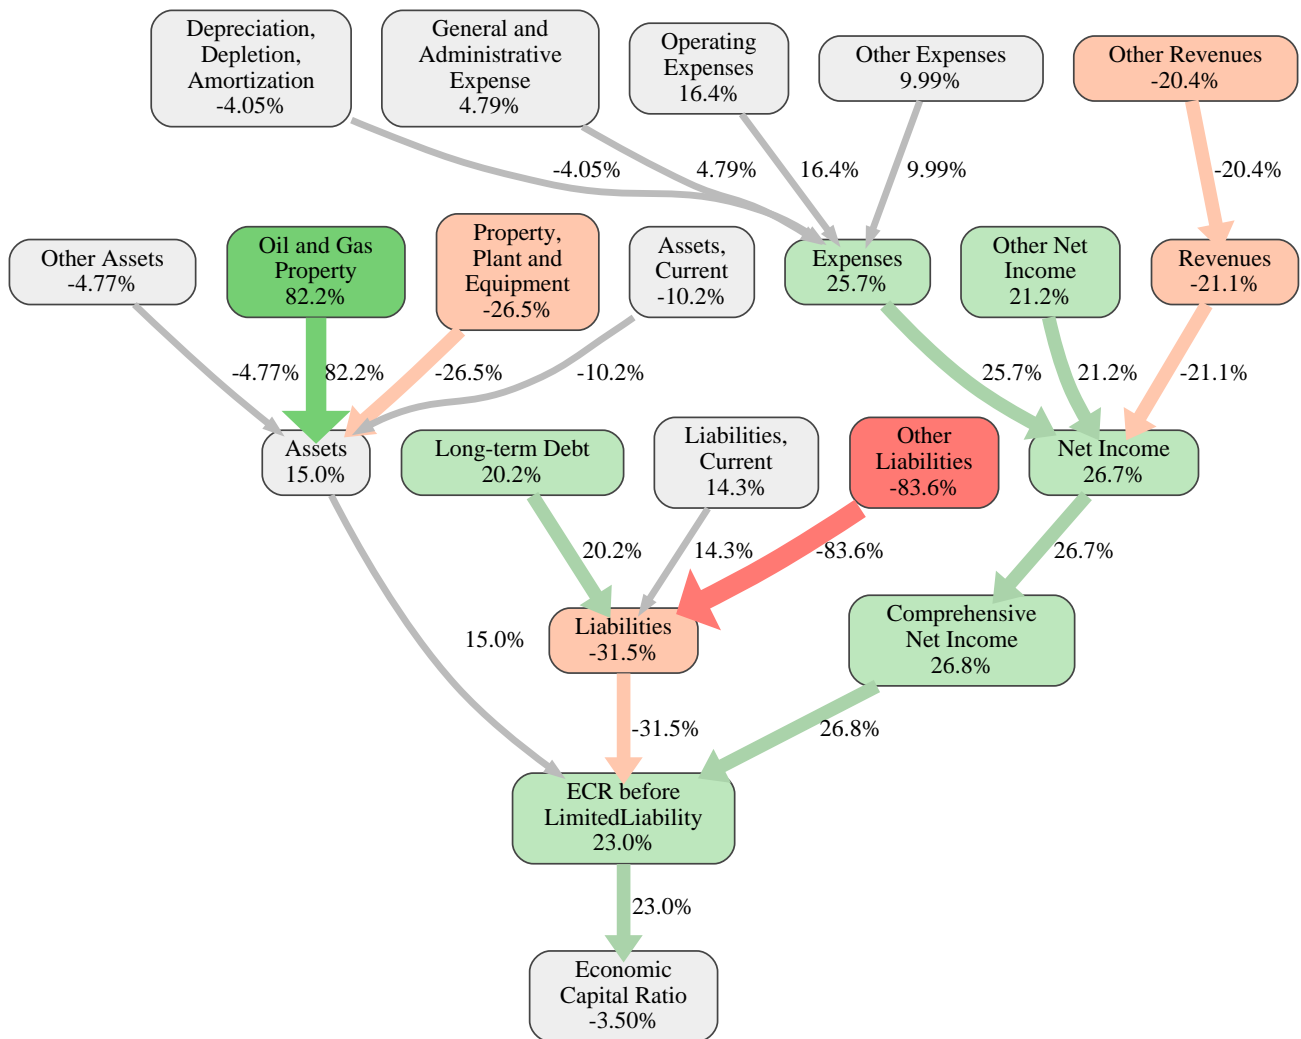 Depreciation,
Depletion,
Amortization
-4.05%
General and
Administrative
Expense
4.79%
Operating
Expenses
16.4%
Other Expenses
9.99%
Other Revenues
-20.4%
-4.05%
4.79%
16.4%
9.99%
-20.4%
Other Assets
-4.77%
Oil and Gas
Property
82.2%
Property,
Plant and
Equipment
-26.5%
Assets,
Current
-10.2%
Expenses
25.7%
Other Net
Income
21.2%
Revenues
-21.1%
-4.77%
82.2%
-26.5%
-10.2%
25.7%
21.2%
-21.1%
Assets
15.0%
Long-term Debt
20.2%
Liabilities,
Current
14.3%
Other
Liabilities
-83.6%
Net Income
26.7%
20.2%
14.3%
-83.6%
26.7%
15.0%
Liabilities
-31.5%
Comprehensive
Net Income
26.8%
-31.5%
26.8%
ECR before
LimitedLiability
23.0%
23.0%
Economic
Capital Ratio
-3.50%